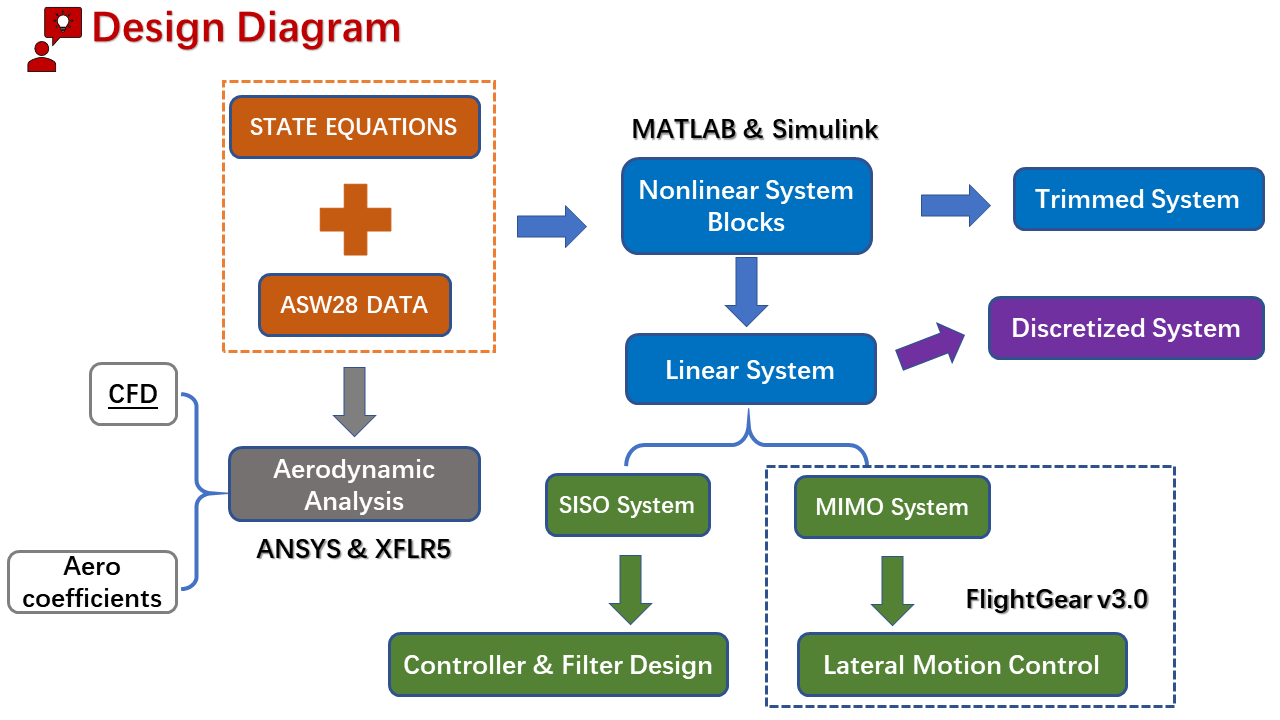 Design Diagram
STATE EQUATIONS
ASW28 DATA
MATLAB & Simulink
Nonlinear System
Blocks
Trimmed System
Linear System
Discretized System
CFD
Aero
coefficients
Aerodynamic
Analysis
ANSYS & XFLR5
SISO System
MIMO System
FlightGear v3.0
Controller & Filter Design
Lateral Motion Control